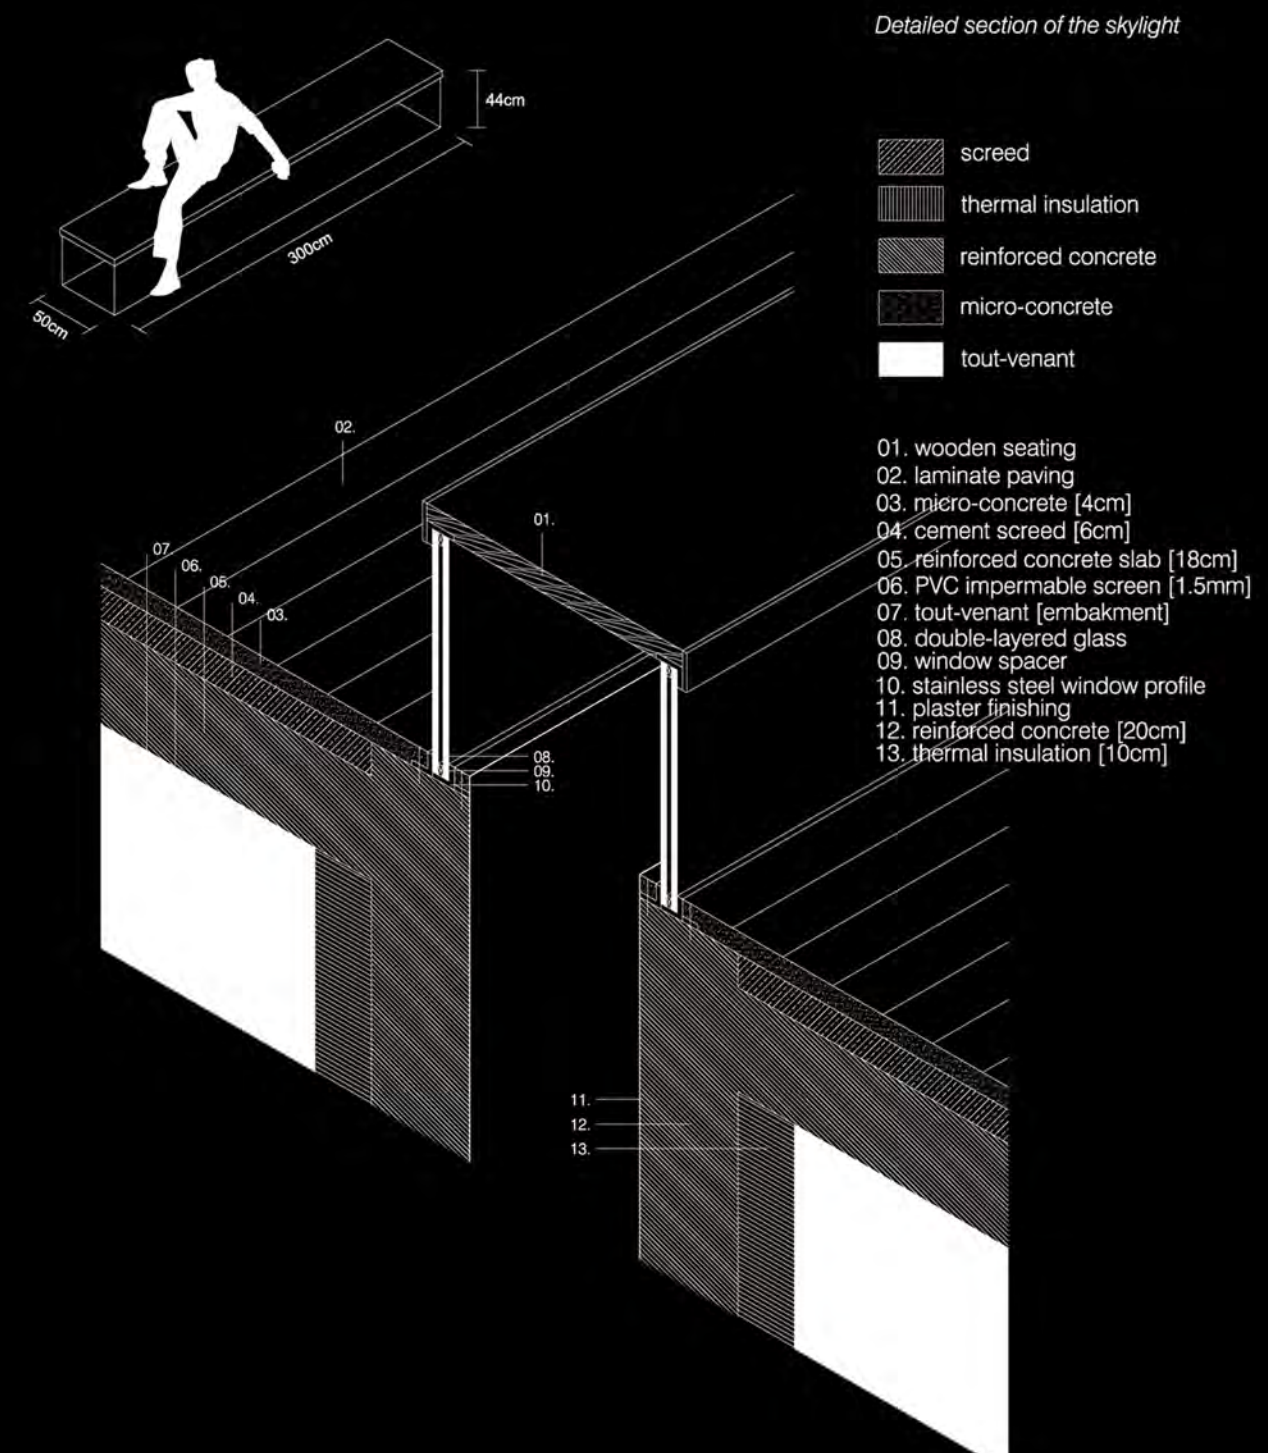 Detailed section of the skylight
44cm
300cm
50cm
screed
thermal insulation
reinforced concrete
micro-concrete
tout-venant
01. wooden seating
02. laminate paving
03. micro-concrete [4cm]
04. cement screed [6cm]
05. reinforced concrete slab [18cm]
06. PVC impermable screen [1.5mm]
07. tout-venant [embakment]
08. double-layered glass
09. window spacer
10. stainless steel window profile
11. plaster finishing
12. reinforced concrete [20cm]
13. thermal insulation [10cm]
02.
01.
07.
06.
05.
04.
03.
08.
09.
10.
11.
12.
13.